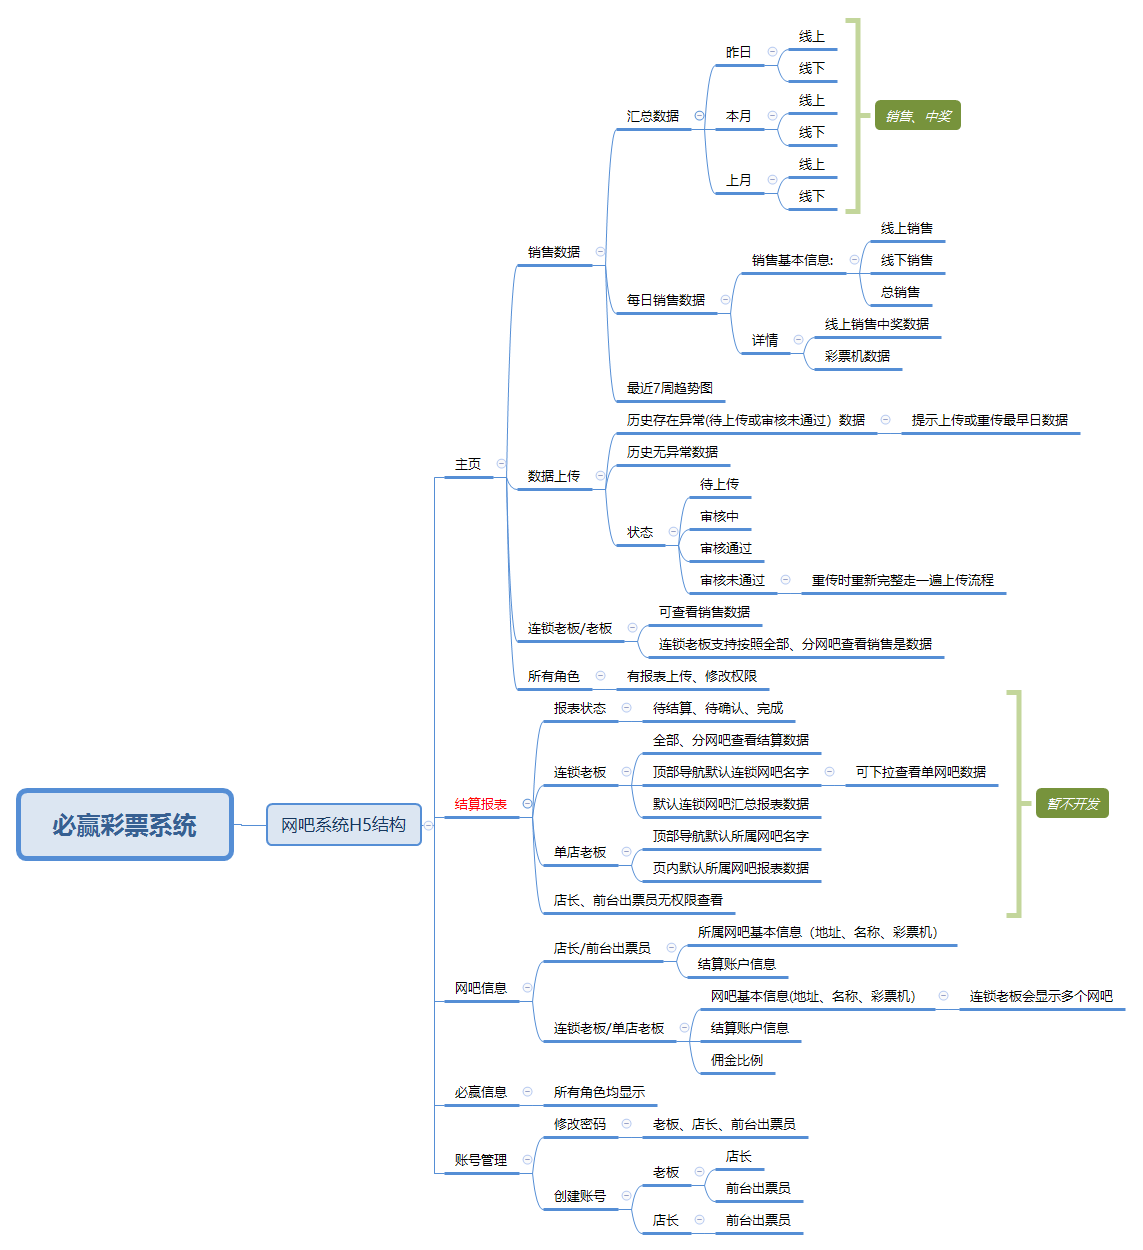 必赢彩票系统
网吧系统H5结构
主页
销售数据
汇总数据
昨日
线上
线下
本月
线上
线下
上月
线上
线下
销售、中奖
每日销售数据
销售基本信息:
线上销售
线下销售
总销售
详情
线上销售中奖数据
彩票机数据
最近7周趋势图
数据上传
历史存在异常(待上传或审核未通过）数据
提示上传或重传最早日数据
历史无异常数据
状态
待上传
审核中
审核通过
审核未通过
重传时重新完整走一遍上传流程
连锁老板/老板
可查看销售数据
连锁老板支持按照全部、分网吧查看销售是数据
所有角色
有报表上传、修改权限
结算报表
报表状态
待结算、待确认、完成
连锁老板
全部、分网吧查看结算数据
顶部导航默认连锁网吧名字
可下拉查看单网吧数据
默认连锁网吧汇总报表数据
单店老板
顶部导航默认所属网吧名字
页内默认所属网吧报表数据
店长、前台出票员无权限查看
暂不开发
网吧信息
店长/前台出票员
所属网吧基本信息（地址、名称、彩票机）
结算账户信息
连锁老板/单店老板
网吧基本信息(地址、名称、彩票机）
连锁老板会显示多个网吧
结算账户信息
佣金比例
必赢信息
所有角色均显示
账号管理
修改密码
老板、店长、前台出票员
创建账号
老板
店长
前台出票员
店长
前台出票员